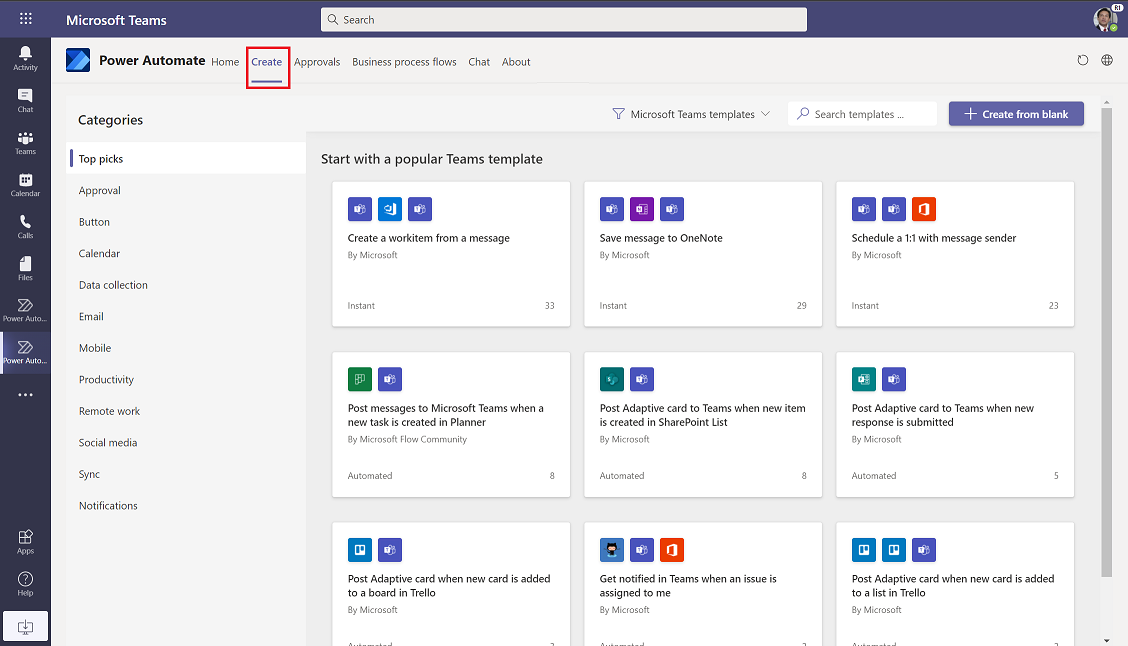 Microsoft Teams
Search
R1
Activity
Chat
Teams
Calendar
Calls
Files
Power Auto...
Power Auto...
Apps
Help
Power Automate Home Create Approvals Business process flows Chat About
Categories
Top picks
Approval
Button
Calendar
Data collection
Email
Mobile
Productivity
Remote work
Social media
Sync
Notifications
Microsoft Teams templates
Search templates ...
Create from blank
Start with a popular Teams template
Create a workitem from a message
By Microsoft
Instant 33
Save message to OneNote
By Microsoft
Instant 29
Schedule a 1:1 with message sender
By Microsoft
Instant 23
Post messages to Microsoft Teams when a
new task is created in Planner
By Microsoft Flow Community
Automated 8
Post Adaptive card to Teams when new item
is created in SharePoint List
By Microsoft
Automated 8
Post Adaptive card to Teams when new
response is submitted
By Microsoft
Automated 5
Post Adaptive card when new card is added
to a board in Trello
By Microsoft
Automated
Get notified in Teams when an issue is
assigned to me
By Microsoft
Automated
Post Adaptive card when new card is added
to a list in Trello
By Microsoft
Automated